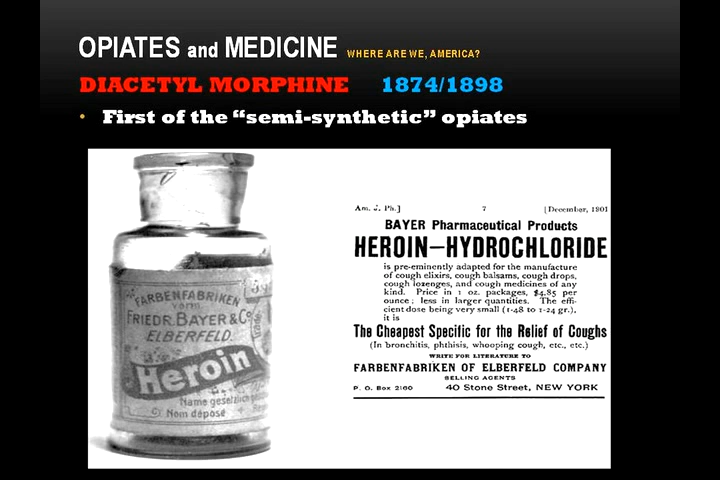 OPIATES and MEDICINE WHERE ARE WE, AMERICA?
DIACETYL MORPHINE 1874/1898
• First of the “semi-synthetic” opiates
FARBENFABRIKEN
vorm.
FRIEDR. BAYER & Co
ELBERFELD.
Heroin
Name gesetzlich
Nom déposé
Am. J. Ph.] 7 [December, 1901
BAYER Pharmaceutical Products
HEROIN—HYDROCHLORIDE
is pre-eminently adapted for the manufacture
of cough elixirs, cough balsams, cough drops,
cough lozenges, and cough medicines of any
kind. Price in 1 oz. packages, $4.85 per
ounce; less in larger quantities. The effi-
cient dose being very small (1-48 to 1-24 gr.),
it is
The Cheapest Specific for the Relief of Coughs
(In bronchitis, phthisis, whooping cough, etc., etc.)
WRITE FOR LITERATURE TO
FARBENFABRIKEN OF ELBERFELD COMPANY
SELLING AGENTS
P. O. Box 2160 40 Stone Street, NEW YORK